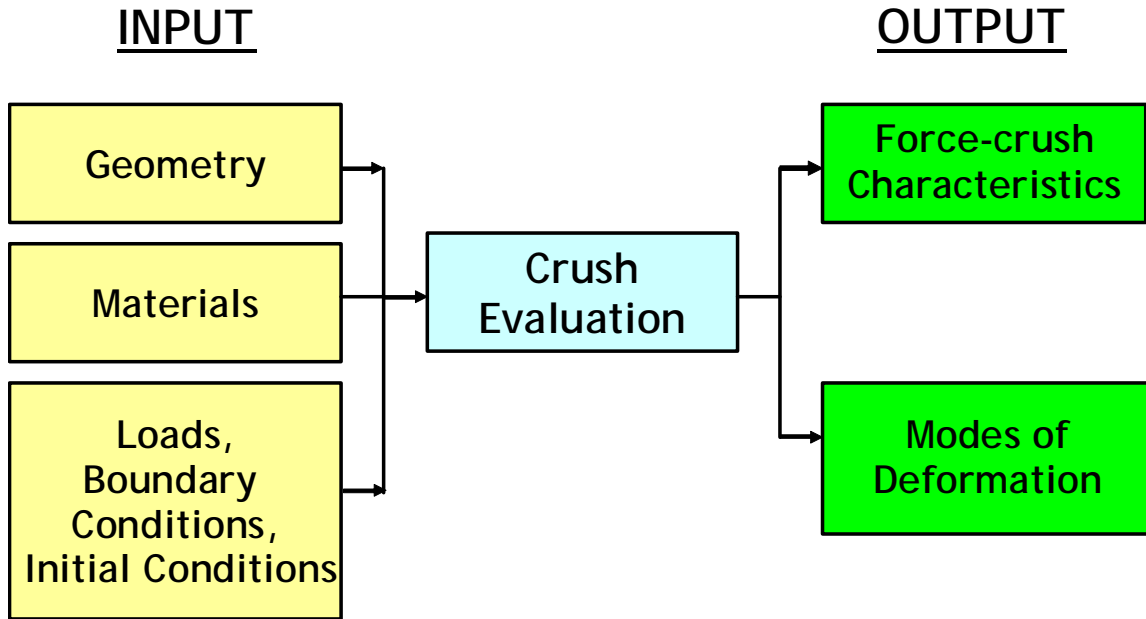 INPUT
OUTPUT
Geometry
Materials
Loads,
Boundary
Conditions,
Initial Conditions
Crush
Evaluation
Force-crush
Characteristics
Modes of
Deformation